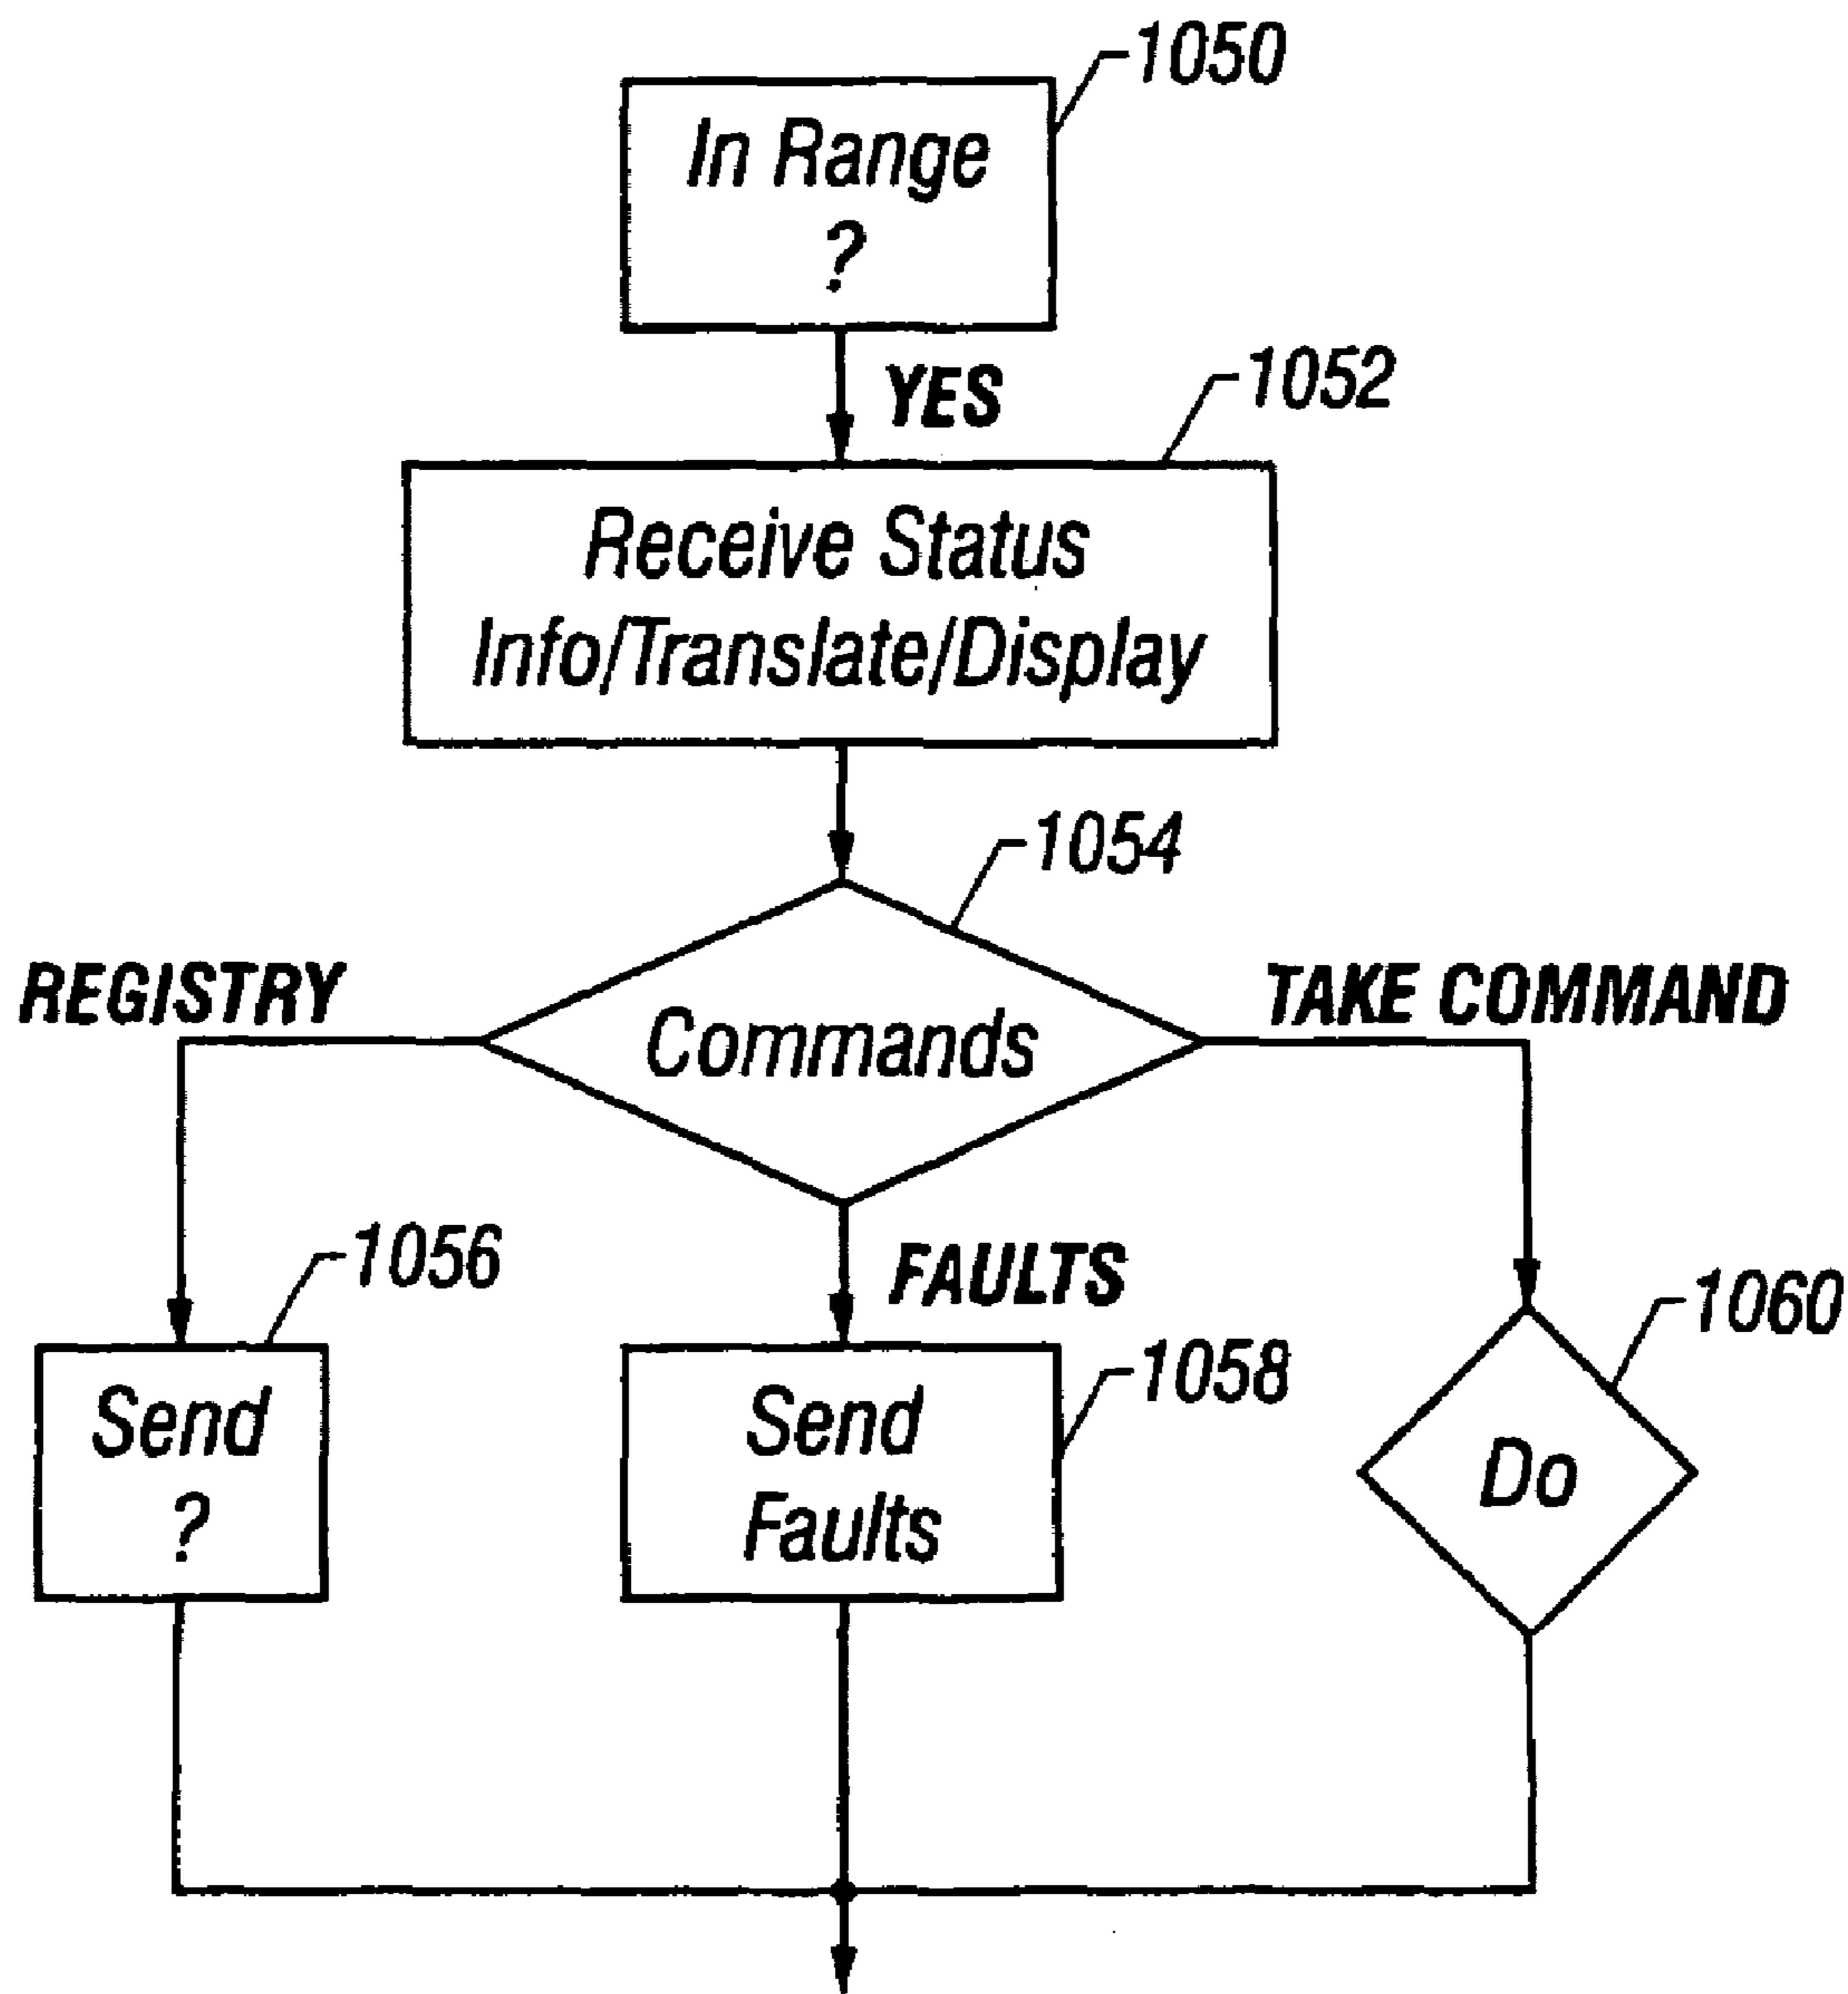 1050
In Range
?
YES
1052
Receive Status
Info/Translate/Display
1054
REGISTRY
Commands
TAKE COMMAND
1056
FAULTS
1060
1058
Send
?
Send
Faults
Do